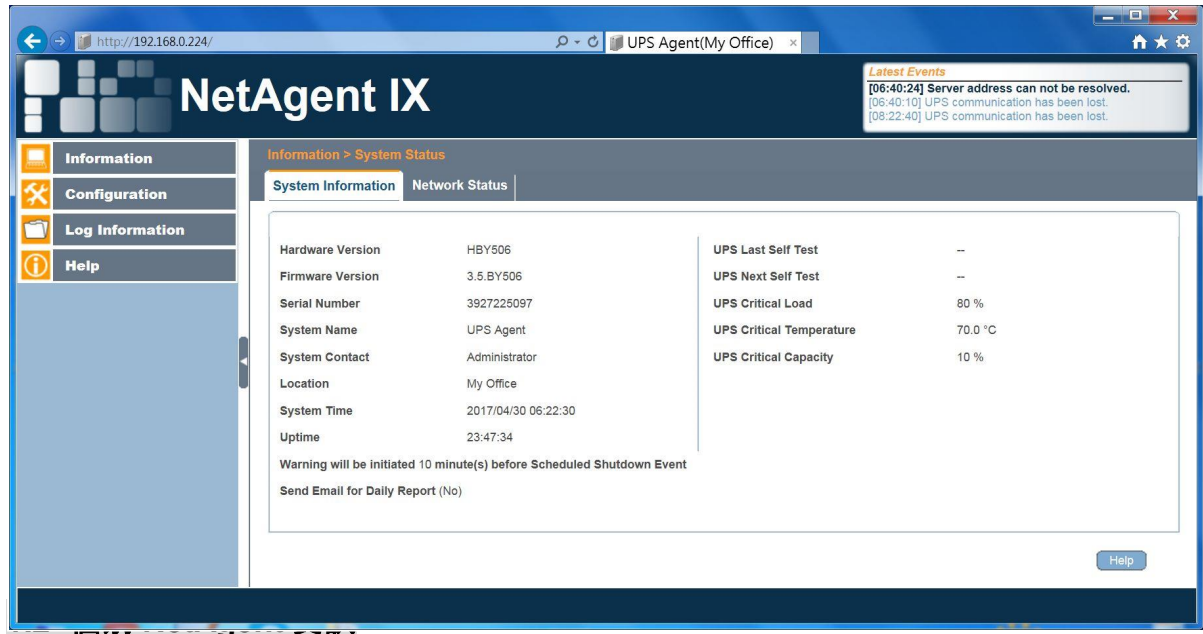 http://192.168.0.224/
UPS Agent(My Office)
NetAgent IX
Latest Events
[06:40:24] Server address can not be resolved.
[06:40:10] UPS communication has been lost.
[08:22:40] UPS communication has been lost.
Information
Configuration
Log Information
Help
Information > System Status
System Information Network Status
Hardware Version HBY506 UPS Last Self Test --
Firmware Version 3.5.BY506 UPS Next Self Test --
Serial Number 3927225097 UPS Critical Load 80 %
System Name UPS Agent UPS Critical Temperature 70.0 °C
System Contact Administrator UPS Critical Capacity 10 %
Location My Office
System Time 2017/04/30 06:22:30
Uptime 23:47:34
Warning will be initiated 10 minute(s) before Scheduled Shutdown Event
Send Email for Daily Report (No)
Help